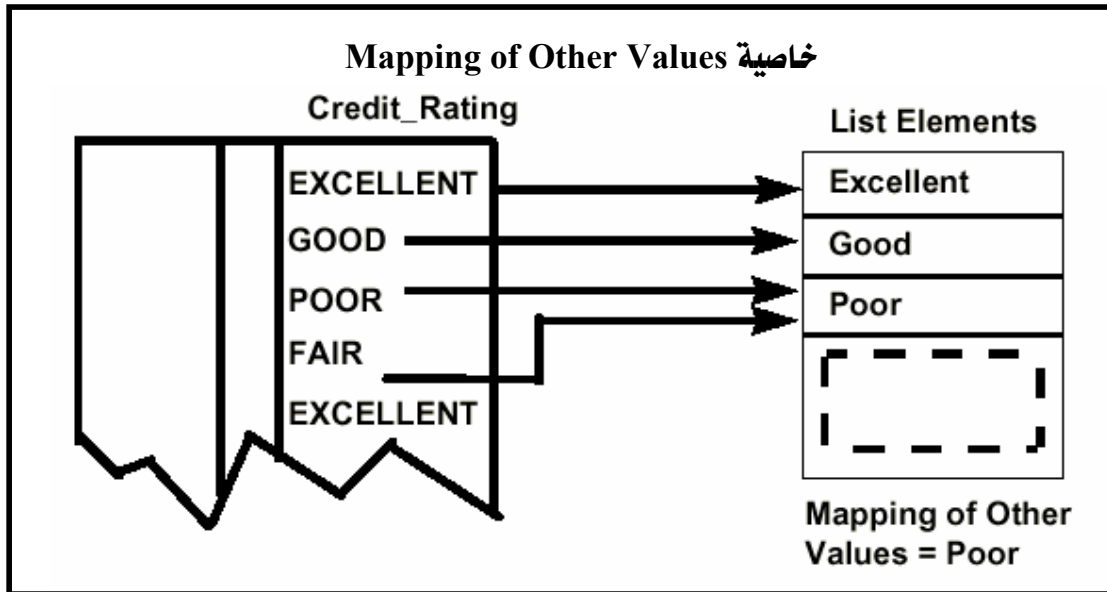 خاصية Mapping of Other Values
Credit_Rating
EXCELLENT
GOOD
POOR
FAIR
EXCELLENT
List Elements
Excellent
Good
Poor
Mapping of Other
Values = Poor